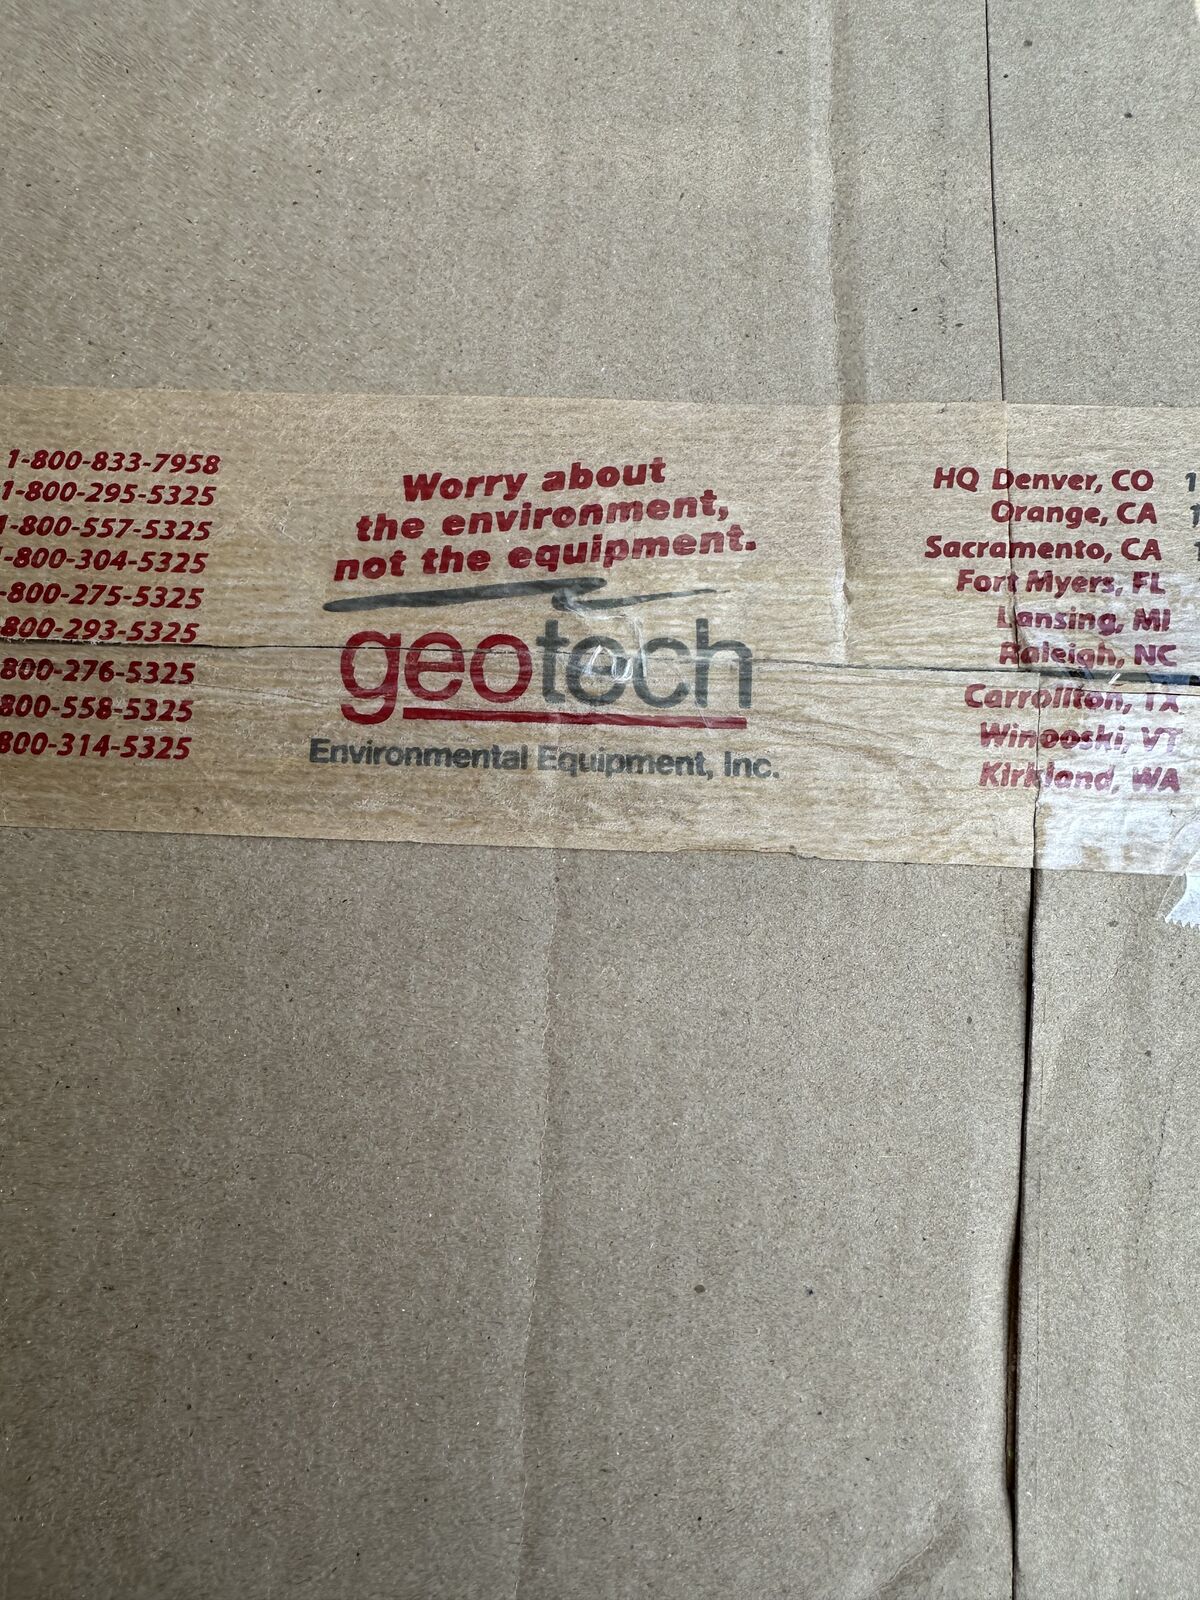 1-800-833-7958
1-800-295-5325
1-800-557-5325
-800-304-5325
-800-275-5325
800-293-5325
800-276-5325
800-558-5325
800-314-5325
Worry about
the environment,
not the equipment.
geotech
Environmental Equipment, Inc.
HQ Denver, CO 1
Orange, CA 1
Sacramento, CA 1
Fort Myers, FL
Lansing, MI
Raleigh, NC
Carrollton, TX
Winooski, VT
Kirkland, WA